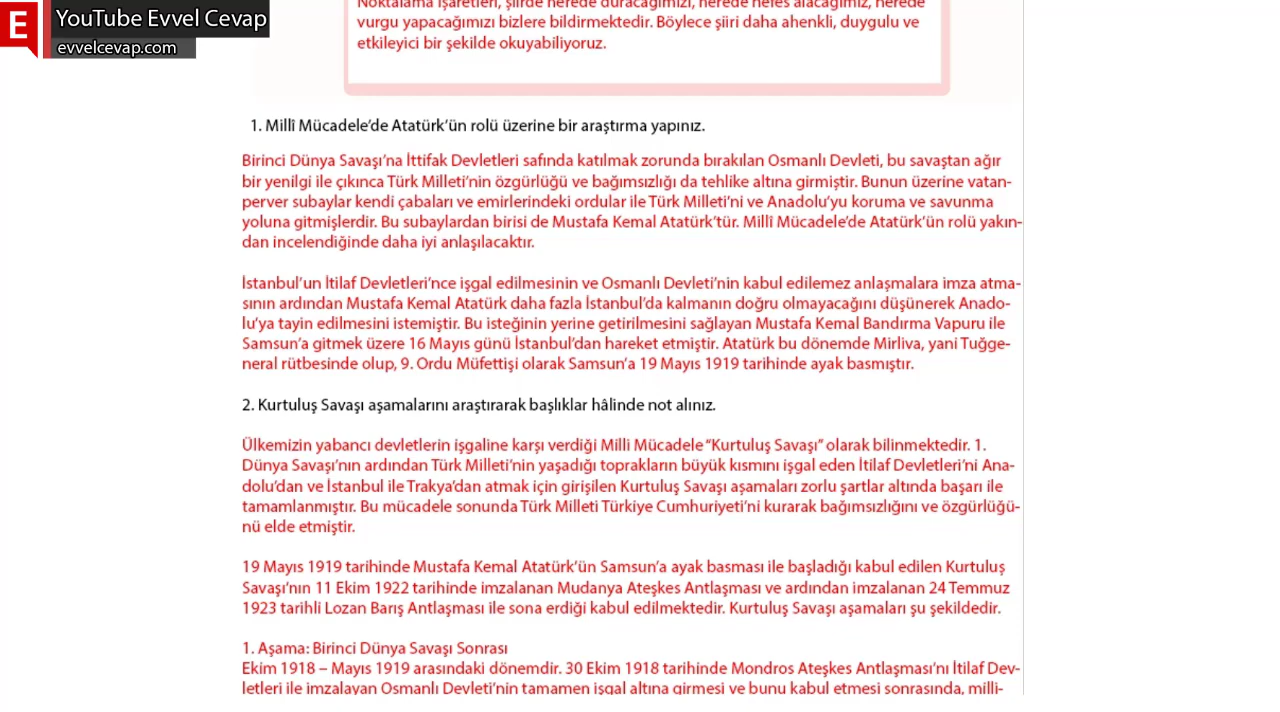 E
YouTube Evvel Cevap
evvelcevap.com
Noktalama işaretleri, şiirde nerede duracağımızı, nerede nefes alacağımız, nerede
vurgu yapacağımızı bizlere bildirmektedir. Böylece şiiri daha ahenkli, duygulu ve
etkileyici bir şekilde okuyabiliyoruz.
1. Millî Mücadele’de Atatürk’ün rolü üzerine bir araştırma yapınız.
Birinci Dünya Savaşı’na İttifak Devletleri safında katılmak zorunda bırakılan Osmanlı Devleti, bu savaştan ağır
bir yenilgi ile çıkınca Türk Milleti’nin özgürlüğü ve bağımsızlığı da tehlike altına girmiştir. Bunun üzerine vatan-
perver subaylar kendi çabaları ve emirlerindeki ordular ile Türk Milleti’ni ve Anadolu’yu koruma ve savunma
yoluna gitmişlerdir. Bu subaylardan birisi de Mustafa Kemal Atatürk’tür. Millî Mücadele’de Atatürk’ün rolü yakın-
dan incelendiğinde daha iyi anlaşılacaktır.
İstanbul’un İtilaf Devletleri’nce işgal edilmesinin ve Osmanlı Devleti’nin kabul edilemez anlaşmalara imza atma-
sının ardından Mustafa Kemal Atatürk daha fazla İstanbul’da kalmanın doğru olmayacağını düşünerek Anado-
lu’ya tayin edilmesini istemiştir. Bu isteğinin yerine getirilmesini sağlayan Mustafa Kemal Bandırma Vapuru ile
Samsun’a gitmek üzere 16 Mayıs günü İstanbul’dan hareket etmiştir. Atatürk bu dönemde Mirliva, yani Tuğge-
neral rütbesinde olup, 9. Ordu Müfettişi olarak Samsun’a 19 Mayıs 1919 tarihinde ayak basmıştır.
2. Kurtuluş Savaşı aşamalarını araştırarak başlıklar hâlinde not alınız.
Ülkemizin yabancı devletlerin işgaline karşı verdiği Milli Mücadele “Kurtuluş Savaşı” olarak bilinmektedir. 1.
Dünya Savaşı’nın ardından Türk Milleti’nin yaşadığı toprakların büyük kısmını işgal eden İtilaf Devletleri’ni Ana-
dolu’dan ve İstanbul ile Trakya’dan atmak için girişilen Kurtuluş Savaşı aşamaları zorlu şartlar altında başarı ile
tamamlanmıştır. Bu mücadele sonunda Türk Milleti Türkiye Cumhuriyeti’ni kurarak bağımsızlığını ve özgürlüğü-
nü elde etmiştir.
19 Mayıs 1919 tarihinde Mustafa Kemal Atatürk’ün Samsun’a ayak basması ile başladığı kabul edilen Kurtuluş
Savaşı’nın 11 Ekim 1922 tarihinde imzalanan Mudanya Ateşkes Antlaşması ve ardından imzalanan 24 Temmuz
1923 tarihli Lozan Barış Antlaşması ile sona erdiği kabul edilmektedir. Kurtuluş Savaşı aşamaları şu şekildedir.
1. Aşama: Birinci Dünya Savaşı Sonrası
Ekim 1918 – Mayıs 1919 arasındaki dönemdir. 30 Ekim 1918 tarihinde Mondros Ateşkes Antlaşması’nı İtilaf Dev-
letleri ile imzalayan Osmanlı Devleti’nin tamamen işgal altına girmesi ve bunu kabul etmesi sonrasında, milli-